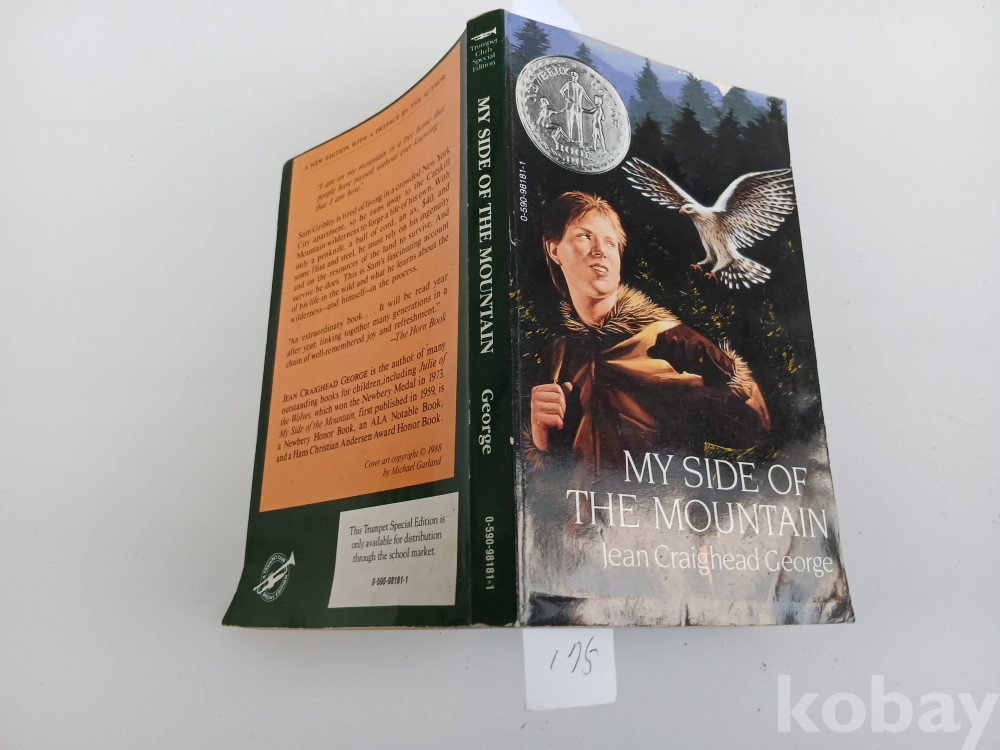 A NEW EDITION WITH A PREFACE BY THE AUTHOR
"I am on my mountain in a tree home that
people have passed without ever knowing
that I am here."
Sam Gribley is tired of living in a crowded New York
City apartment, so he runs away to the Catskill
Mountain wilderness to forge a life of his own. With
only a penknife, a ball of cord, an ax, $40, and
some flint and steel, he must rely on his ingenuity
and on the resources of the land to survive. And
survive he does. This is Sam's fascinating account
of his life in the wild and what he learns about the
wilderness—and himself—in the process.
"An extraordinary book. . . . It will be read year
after year, linking together many generations in a
chain of well-remembered joy and refreshment."
—The Horn Book
JEAN CRAIGHEAD GEORGE is the author of many
outstanding books for children, including Julie of
the Wolves, which won the Newbery Medal in 1973.
My Side of the Mountain, first published in 1959, is
a Newbery Honor Book, an ALA Notable Book,
and a Hans Christian Andersen Award Honor Book.
Cover art copyright © 1988
by Michael Garland
This Trumpet Special Edition is
only available for distribution
through the school market.
0-590-98181-1
Trumpet
Club
Special
Edition
MY SIDE OF THE MOUNTAIN
George
0-590-98181-1
0-590-98181-1
MY SIDE OF
THE MOUNTAIN
Jean Craighead George
175
kobay